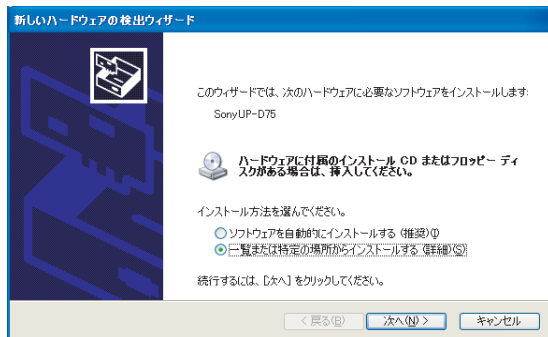 新しいハードウェアの検出ウィザード
このウィザードでは、次のハードウェアに必要なソフトウェアをインストールします:
Sony UP-D75
ハードウェアに付属のインストール CD またはフロッピー ディ
スクがある場合は、挿入してください。
インストール方法を選んでください。
ソフトウェアを自動的にインストールする (推奨)(I)
一覧または特定の場所からインストールする (詳細)(S)
続行するには、[次へ] をクリックしてください。
< 戻る(B) 次へ(N) > キャンセル